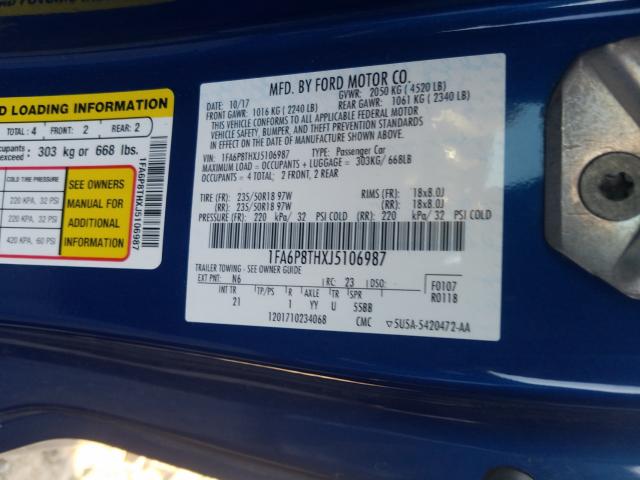 D LOADING INFORMATION
TOTAL: 4 FRONT: 2 REAR: 2
cupants
exceed : 303 kg or 668 lbs.
COLD TIRE PRESSURE
220 KPA, 32 PSI
220 KPA, 32 PSI
420 KPA, 60 PSI
SEE OWNERS
MANUAL FOR
ADDITIONAL
INFORMATION
1FA6P8THXJ5106987
MFD. BY FORD MOTOR CO.
DATE: 10/17 GVWR: 2050 KG ( 4520 LB)
FRONT GAWR: 1016 KG ( 2240 LB) REAR GAWR: 1061 KG ( 2340 LB)
THIS VEHICLE CONFORMS TO ALL APPLICABLE FEDERAL MOTOR
VEHICLE SAFETY, BUMPER, AND THEFT PREVENTION STANDARDS
IN EFFECT ON THE DATE OF MANUFACTURE SHOWN ABOVE.
VIN: 1FA6P8THXJ5106987 TYPE: Passenger Car
MAXIMUM LOAD = OCCUPANTS + LUGGAGE = 303KG/ 668LB
OCCUPANTS = 4 TOTAL; 2 FRONT, 2 REAR
TIRE (FF): 235/50R18 97W RIMS (FF): 18x8.0J
(RR): 235/50R18 97W (RR): 18x8.0J
PRESSURE (FF): 220 kPa/ 32 PSI COLD (RR): 220 kPa/ 32 PSI COLD
1FA6P8THXJ5106987
TRAILER TOWING - SEE OWNER GUIDE
EXT PNT: N6 RC: 23 DSO: F0107
INT TR TP/PS R AXLE TR SPR R0118
21 1 YY U 55BB
1201710234068 CMC 5U5A-5420472-AA